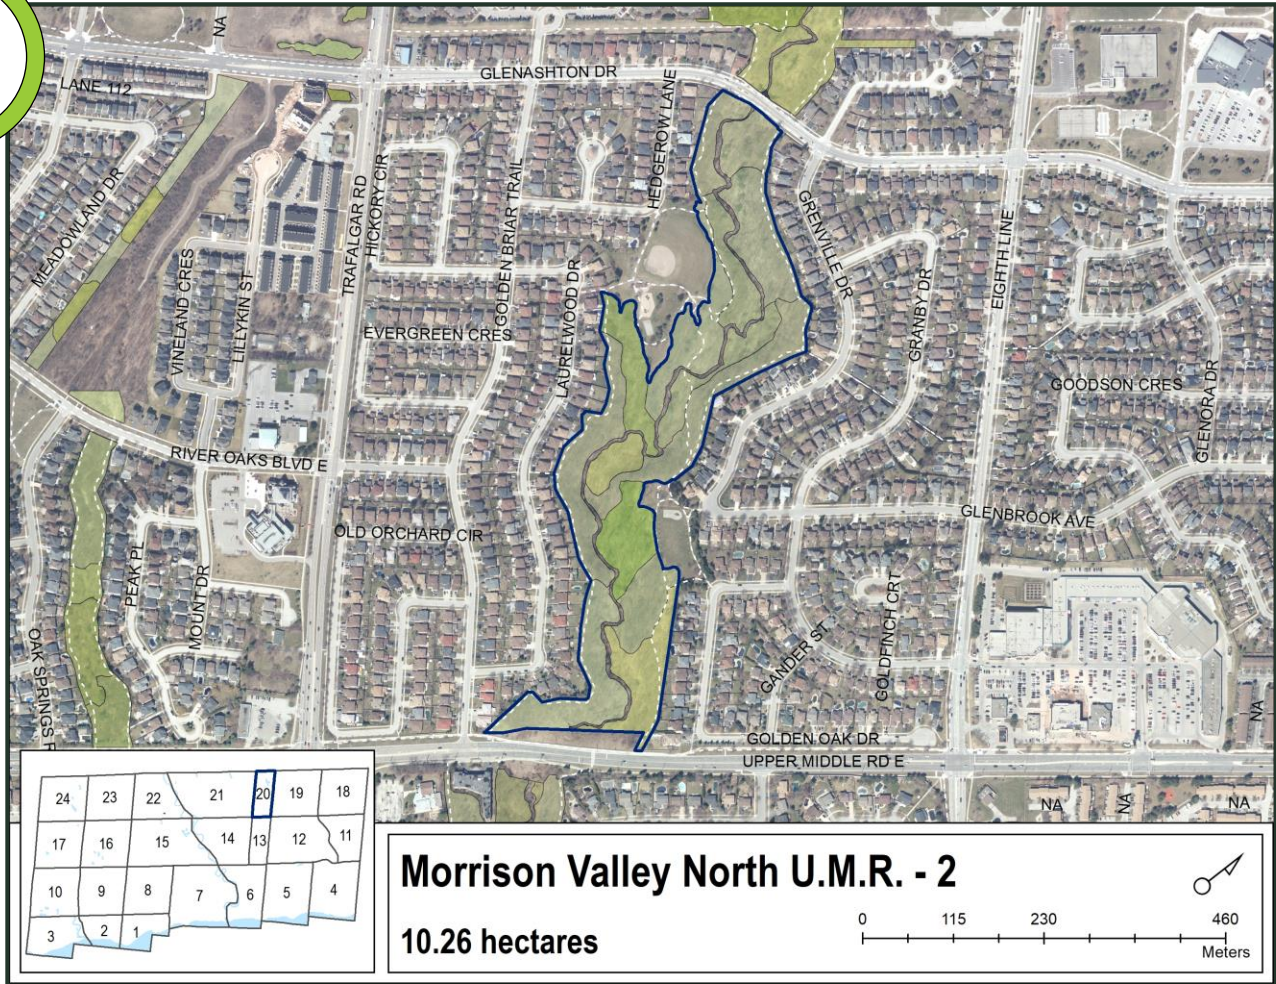 NA
LANE 112
GLENASHTON DR
HEDGEROW LANE
MEADOWLAND DR
TRAFALGAR RD
HICKORY CIR
GOLDEN BRIAR TRAIL
GRENVILLE DR
EIGHTH LINE
VINELAND CRES
LILLYKIN ST
LAURELWOOD DR
GRANBY DR
EVERGREEN CRES
GOODSON CRES
GLENORA DR
RIVER OAKS BLVD E
OLD ORCHARD CIR
GLENBROOK AVE
PEAK PL
MOUNT DR
OAK SPRINGS R
GANDER ST
GOLDFINCH CRT
NA
GOLDEN OAK DR
UPPER MIDDLE RD E
NA
NA
NA
24 23 22 21 20 19 18
17 16 15 14 13 12 11
10 9 8 7 6 5 4
3 2 1
Morrison Valley North U.M.R. - 2
10.26 hectares
0 115 230 460
Meters